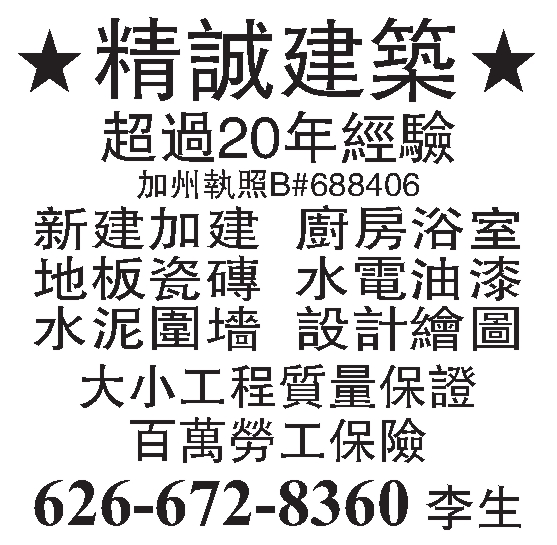 ★精誠建築★
超過20年經驗
加州執照B#688406
新建加建 廚房浴室
地板瓷磚 水電油漆
水泥圍墻 設計繪圖
大小工程質量保證
百萬勞工保險
626-672-8360 李生